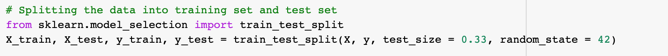 # Splitting the data into training set and test set
from sklearn.model_selection import train_test_split
X_train, X_test, y_train, y_test = train_test_split(X, y, test_size = 0.33, random_state = 42)